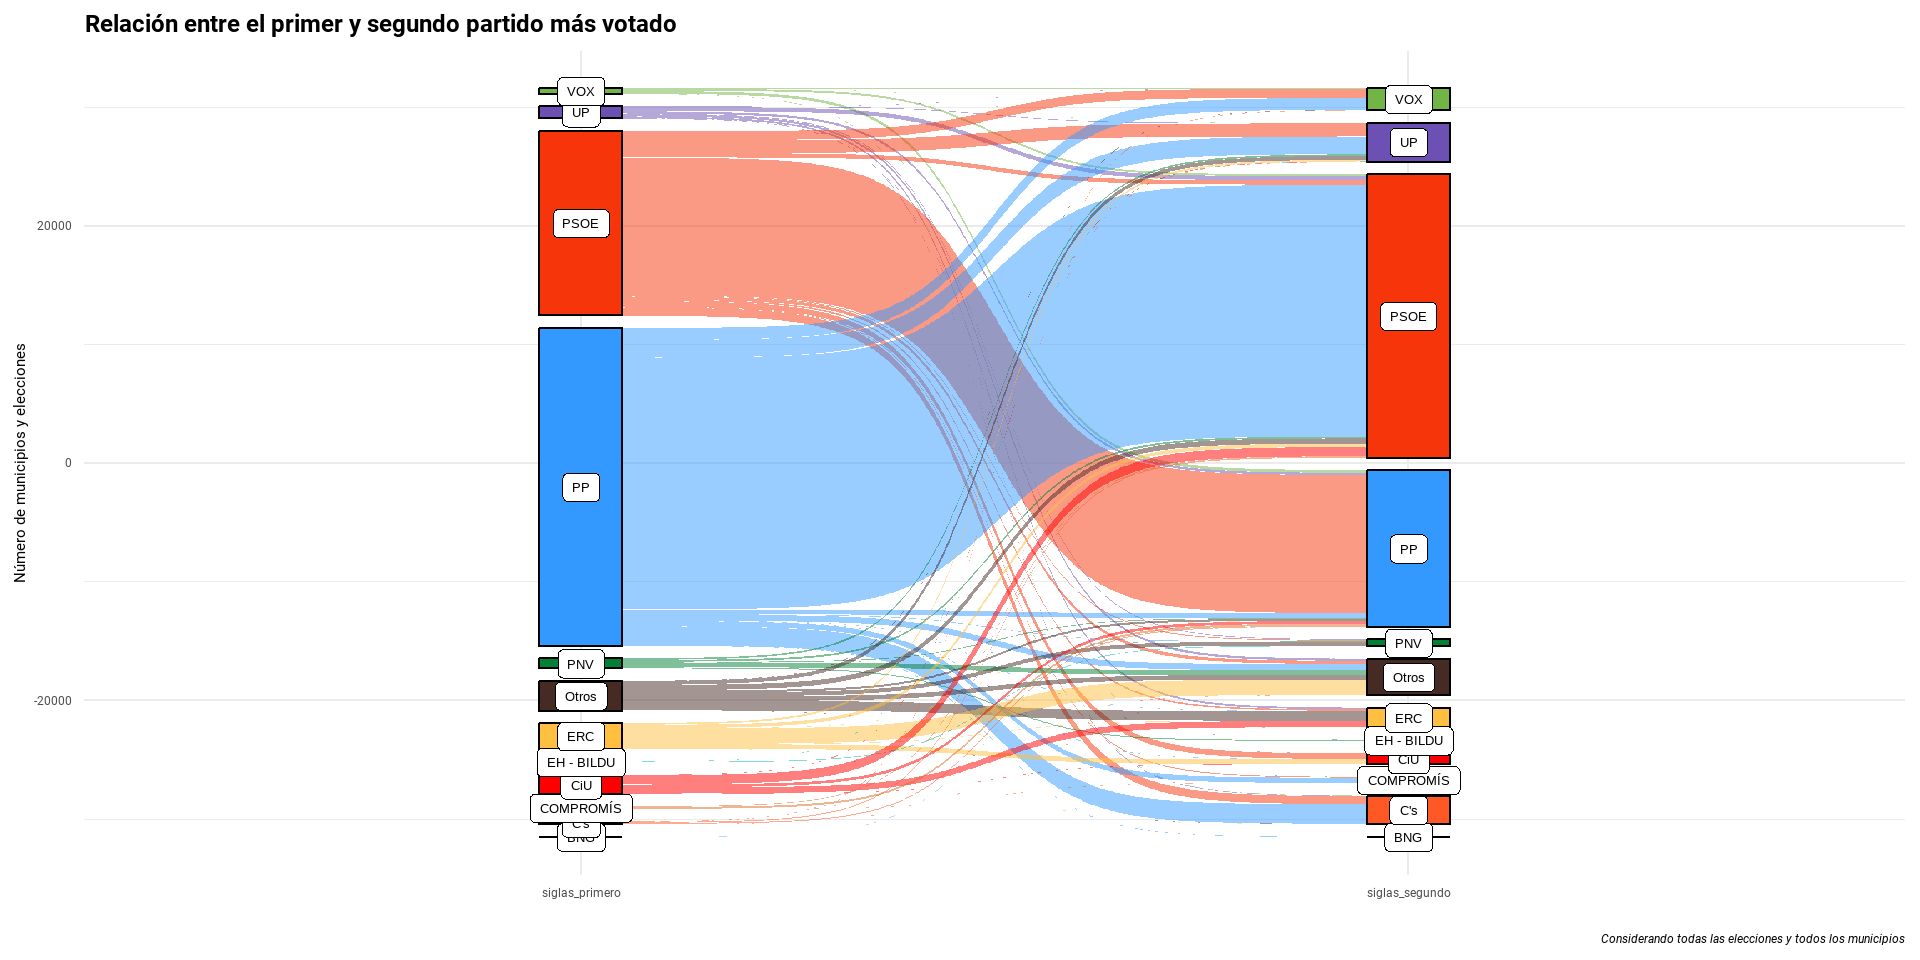 Relación entre el primer y segundo partido más votado
Número de municipios y elecciones
20000
0
-20000
VOX
UP
PSOE
PP
PNV
Otros
ERC
EH - BILDU
CiU
COMPROMÍS
C's
BNG
VOX
UP
PSOE
PP
PNV
Otros
ERC
EH - BILDU
CiU
COMPROMÍS
C's
BNG
siglas_primero
siglas_segundo
Considerando todas las elecciones y todos los municipios